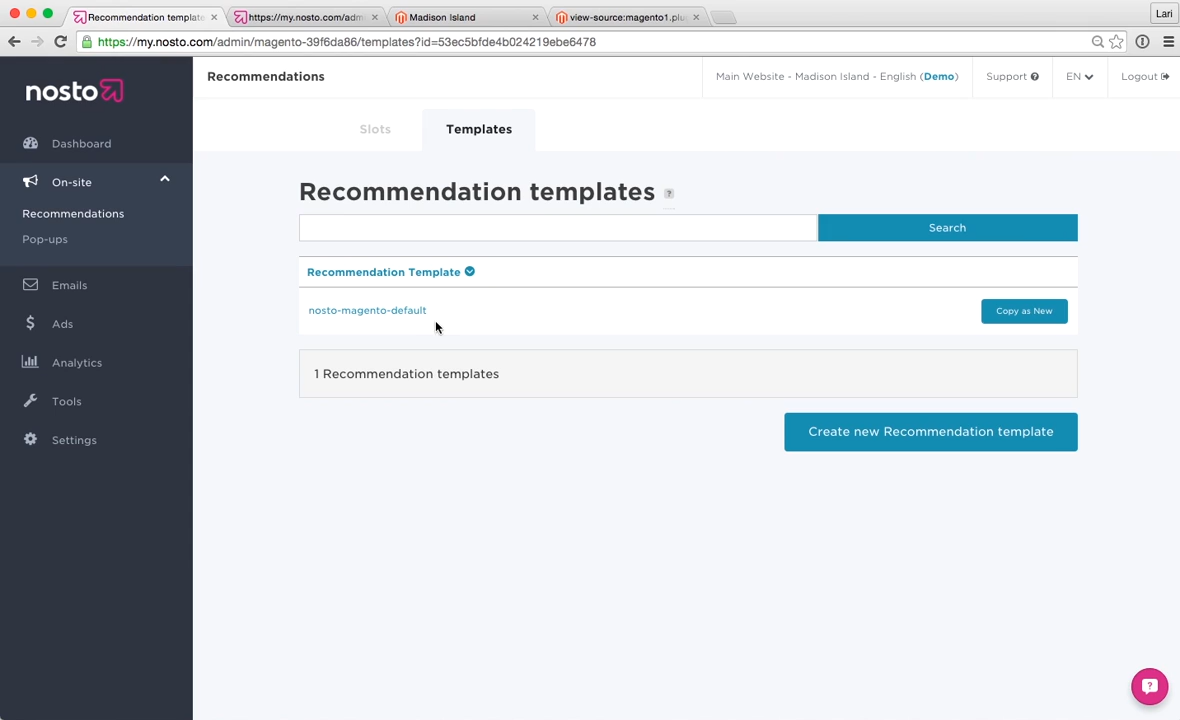 Recommendation template
https://my.nosto.com/adm
Madison Island
view-source:magento1.plu
Lari
https://my.nosto.com/admin/magento-39f6da86/templates?id=53ec5bfde4b024219ebe6478
nosto
Recommendations
Main Website - Madison Island - English (Demo)
Support ?
EN
Logout
Slots
Templates
Dashboard
On-site
Recommendations
Pop-ups
Emails
$ Ads
Analytics
Tools
Settings
Recommendation templates ?
Search
Recommendation Template
nosto-magento-default
Copy as New
1 Recommendation templates
Create new Recommendation template
?